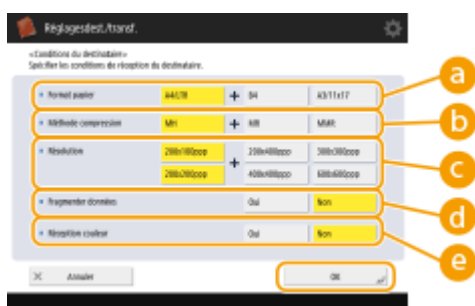 Réglagesdest./transf.
<Conditions du destinataire>
Spécifier les conditions de réception du destinataire.
Format papier A4/LTR + B4 A3/11x17 a
Méthode compression MH + MR MMR b
Résolution 200x100ppp + 200x400ppp 300x300ppp c
200x200ppp 400x400ppp 600x600ppp
Fragmenter données Oui Non d
Réception couleur Oui Non e
Annuler OK